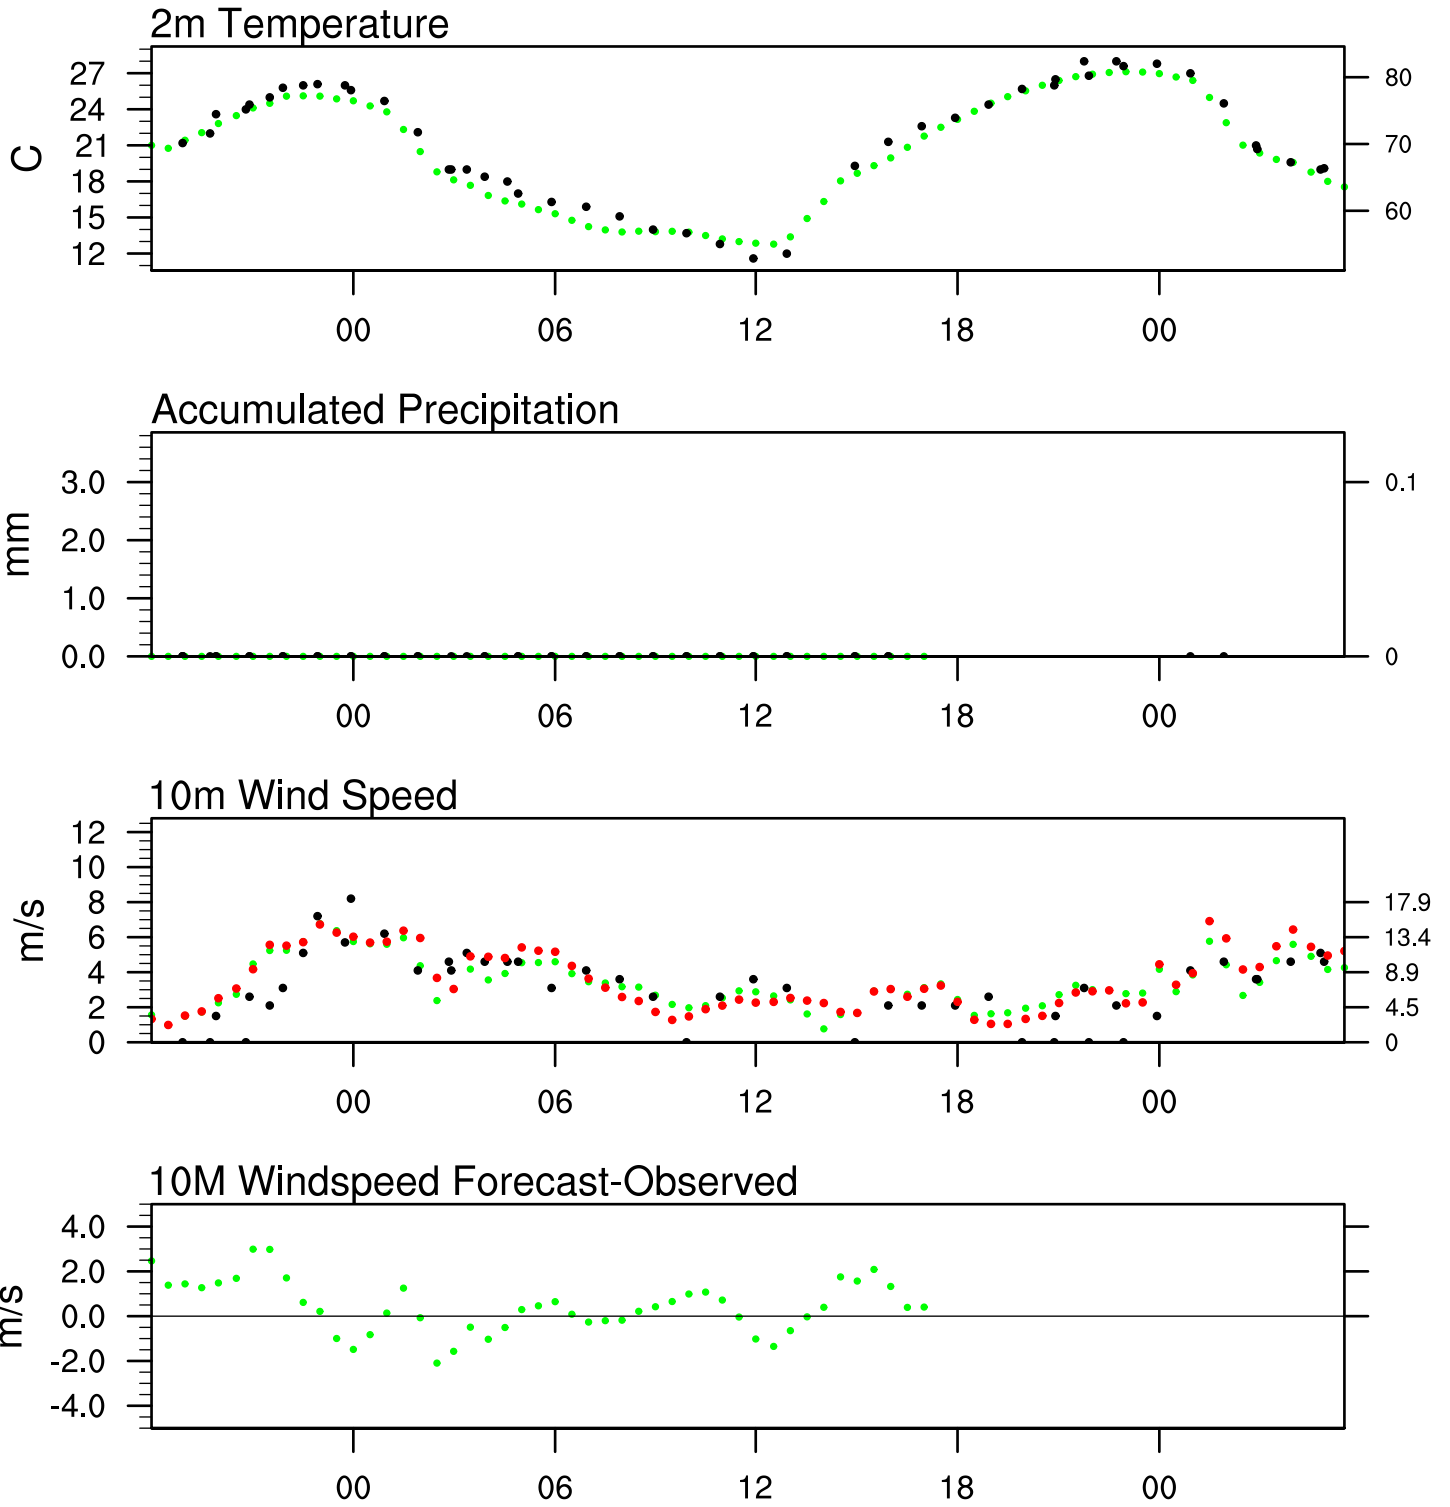 2m Temperature
27
24
21
18
15
12
C
80
70
60
00 06 12 18 00
Accumulated Precipitation
3.0
2.0
1.0
0.0
mm
0.1
0
00 06 12 18 00
10m Wind Speed
12
10
8
6
4
2
0
m/s
17.9
13.4
8.9
4.5
0
00 06 12 18 00
10M Windspeed Forecast-Observed
4.0
2.0
0.0
-2.0
-4.0
m/s
00 06 12 18 00